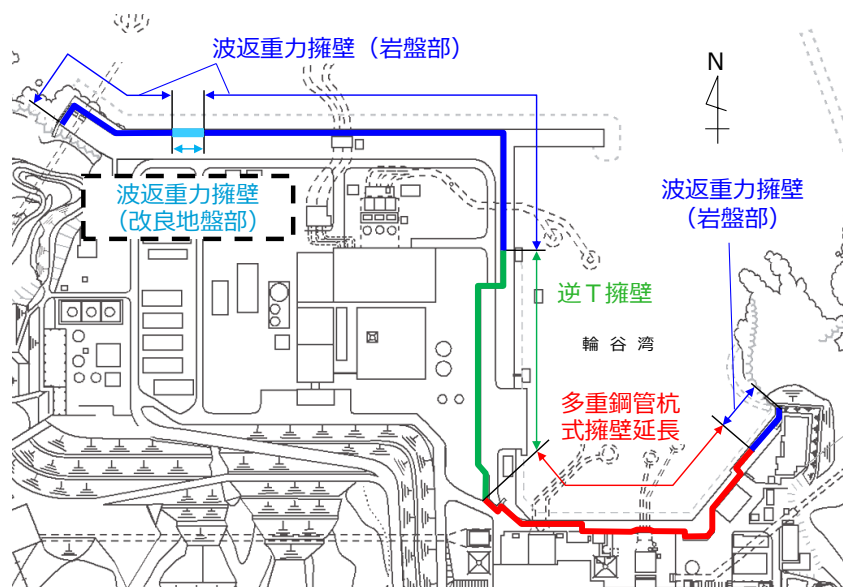 波返重力擁壁（岩盤部）
N
波返重力擁壁
（改良地盤部）
波返重力擁壁
（岩盤部）
逆Ｔ擁壁
輪谷湾
多重鋼管杭
式擁壁延長